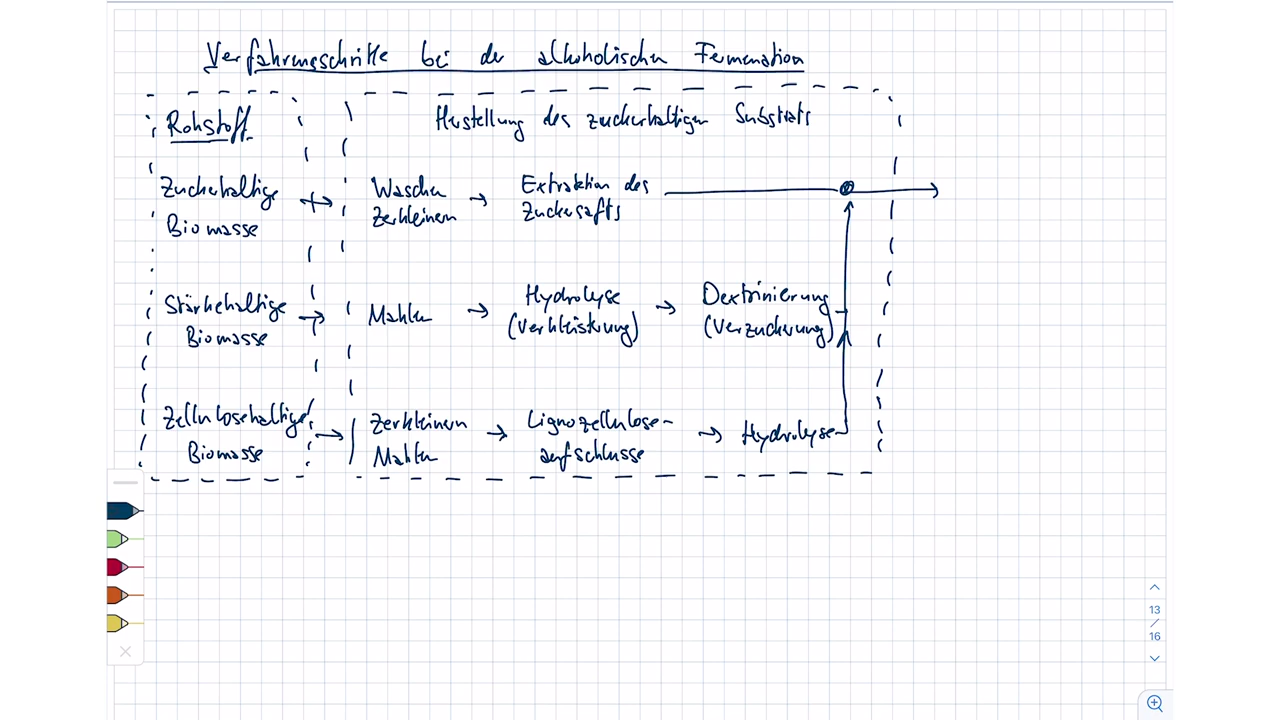 Verfahrensschritte bei der alkoholischen Fermenation
Rohstoff
Herstellung des zuckerhaltigen Substrats
Zuckerhaltige
Biomasse
Waschen
Zerkleinern
Extraktion des
Zuckersafts
Stärkehaltige
Biomasse
Mahlen
Hydrolyse
(Verkleisterung)
Dextrinierung
(Verzuckerung)
Zellulosehaltige
Biomasse
Zerkleinern
Mahlen
Lignozellulose-
aufschlusse
Hydrolyse
13
/
16